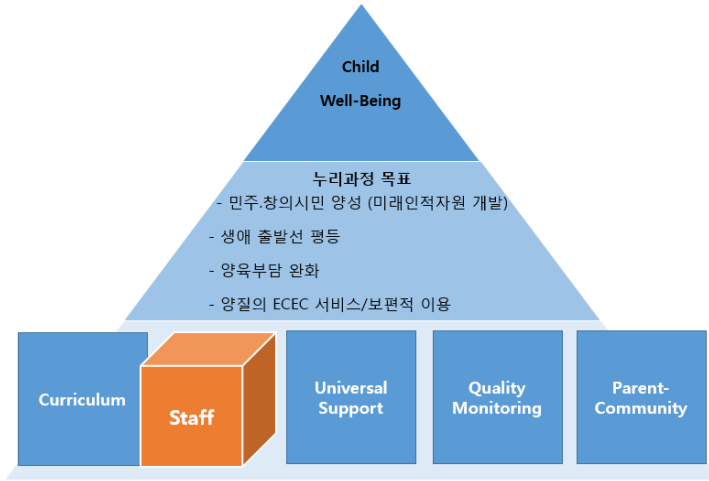 Child
Well-Being
누리과정 목표
- 민주.창의시민 양성 (미래인적자원 개발)
- 생애 출발선 평등
- 양육부담 완화
- 양질의 ECEC 서비스/보편적 이용
Curriculum
Staff
Universal
Support
Quality
Monitoring
Parent-
Community